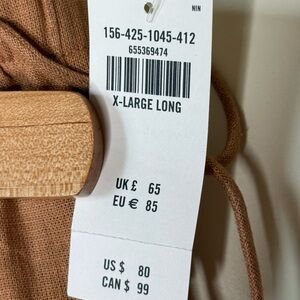 NIN
156-425-1045-412
655369474
X-LARGE LONG
UK £ 65
EU € 85
US $ 80
CAN $ 99